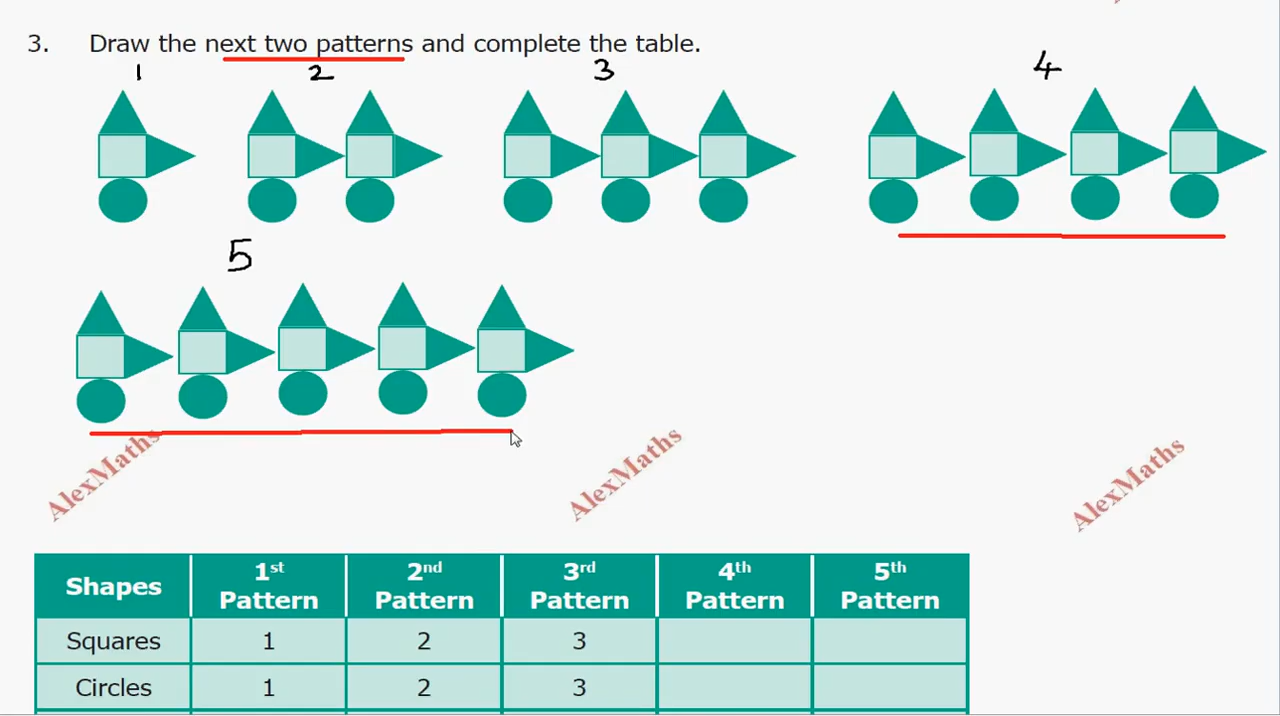 3. Draw the next two patterns and complete the table.
1 2 3 4
5
AlexMaths AlexMaths AlexMaths
Shapes 1st Pattern 2nd Pattern 3rd Pattern 4th Pattern 5th Pattern
Squares 1 2 3
Circles 1 2 3